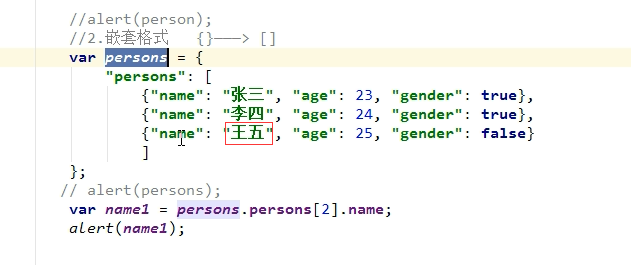 //alert(person);
//2.嵌套格式   {}———> []
var persons = {
    "persons": [
        {"name": "张三", "age": 23, "gender": true},
        {"name": "李四", "age": 24, "gender": true},
        {"name": "王五", "age": 25, "gender": false}
        ]
};
// alert(persons);
var name1 = persons.persons[2].name;
alert(name1);